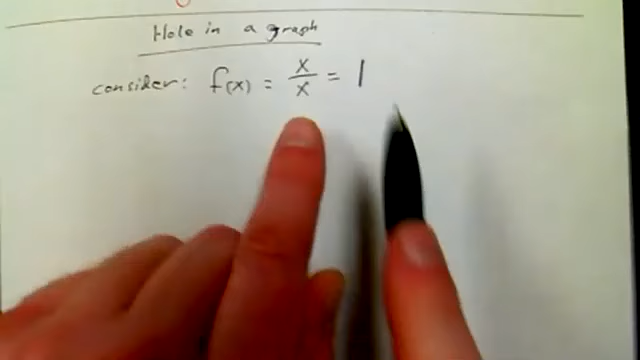 Hole in a graph
consider: f(x) = x/x = 1